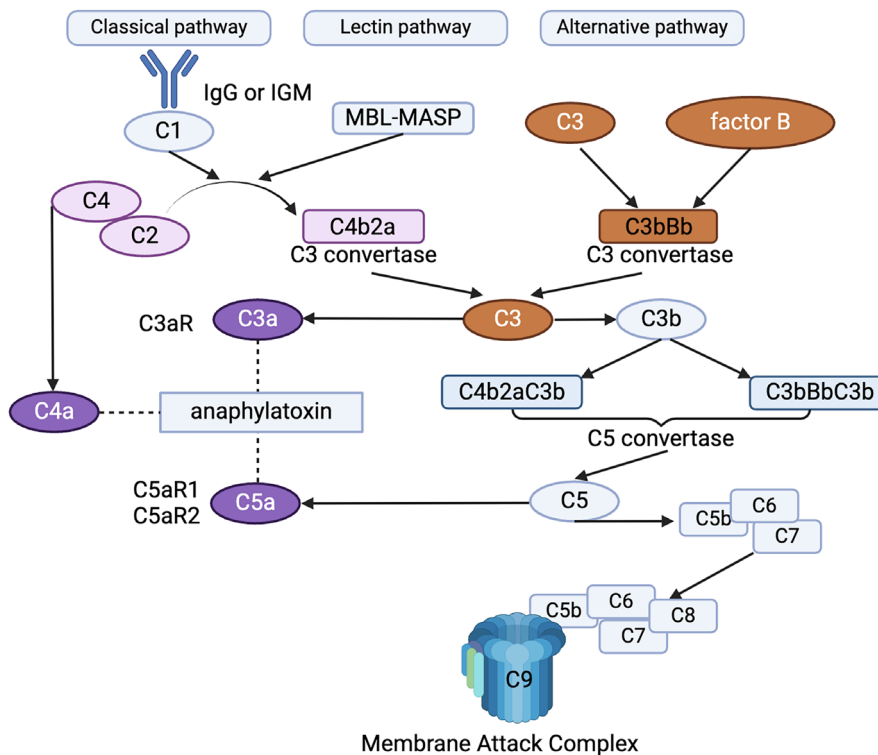 Classical pathway
Lectin pathway
Alternative pathway
IgG or IGM
C1
MBL-MASP
C3
factor B
C4
C2
C4b2a
C3 convertase
C3bBb
C3 convertase
C3aR
C3a
C3
C3b
C4a
anaphylatoxin
C4b2aC3b
C3bBbC3b
C5 convertase
C5aR1
C5aR2
C5a
C5
C5b
C6
C7
C5b
C6
C8
C7
C9
Membrane Attack Complex